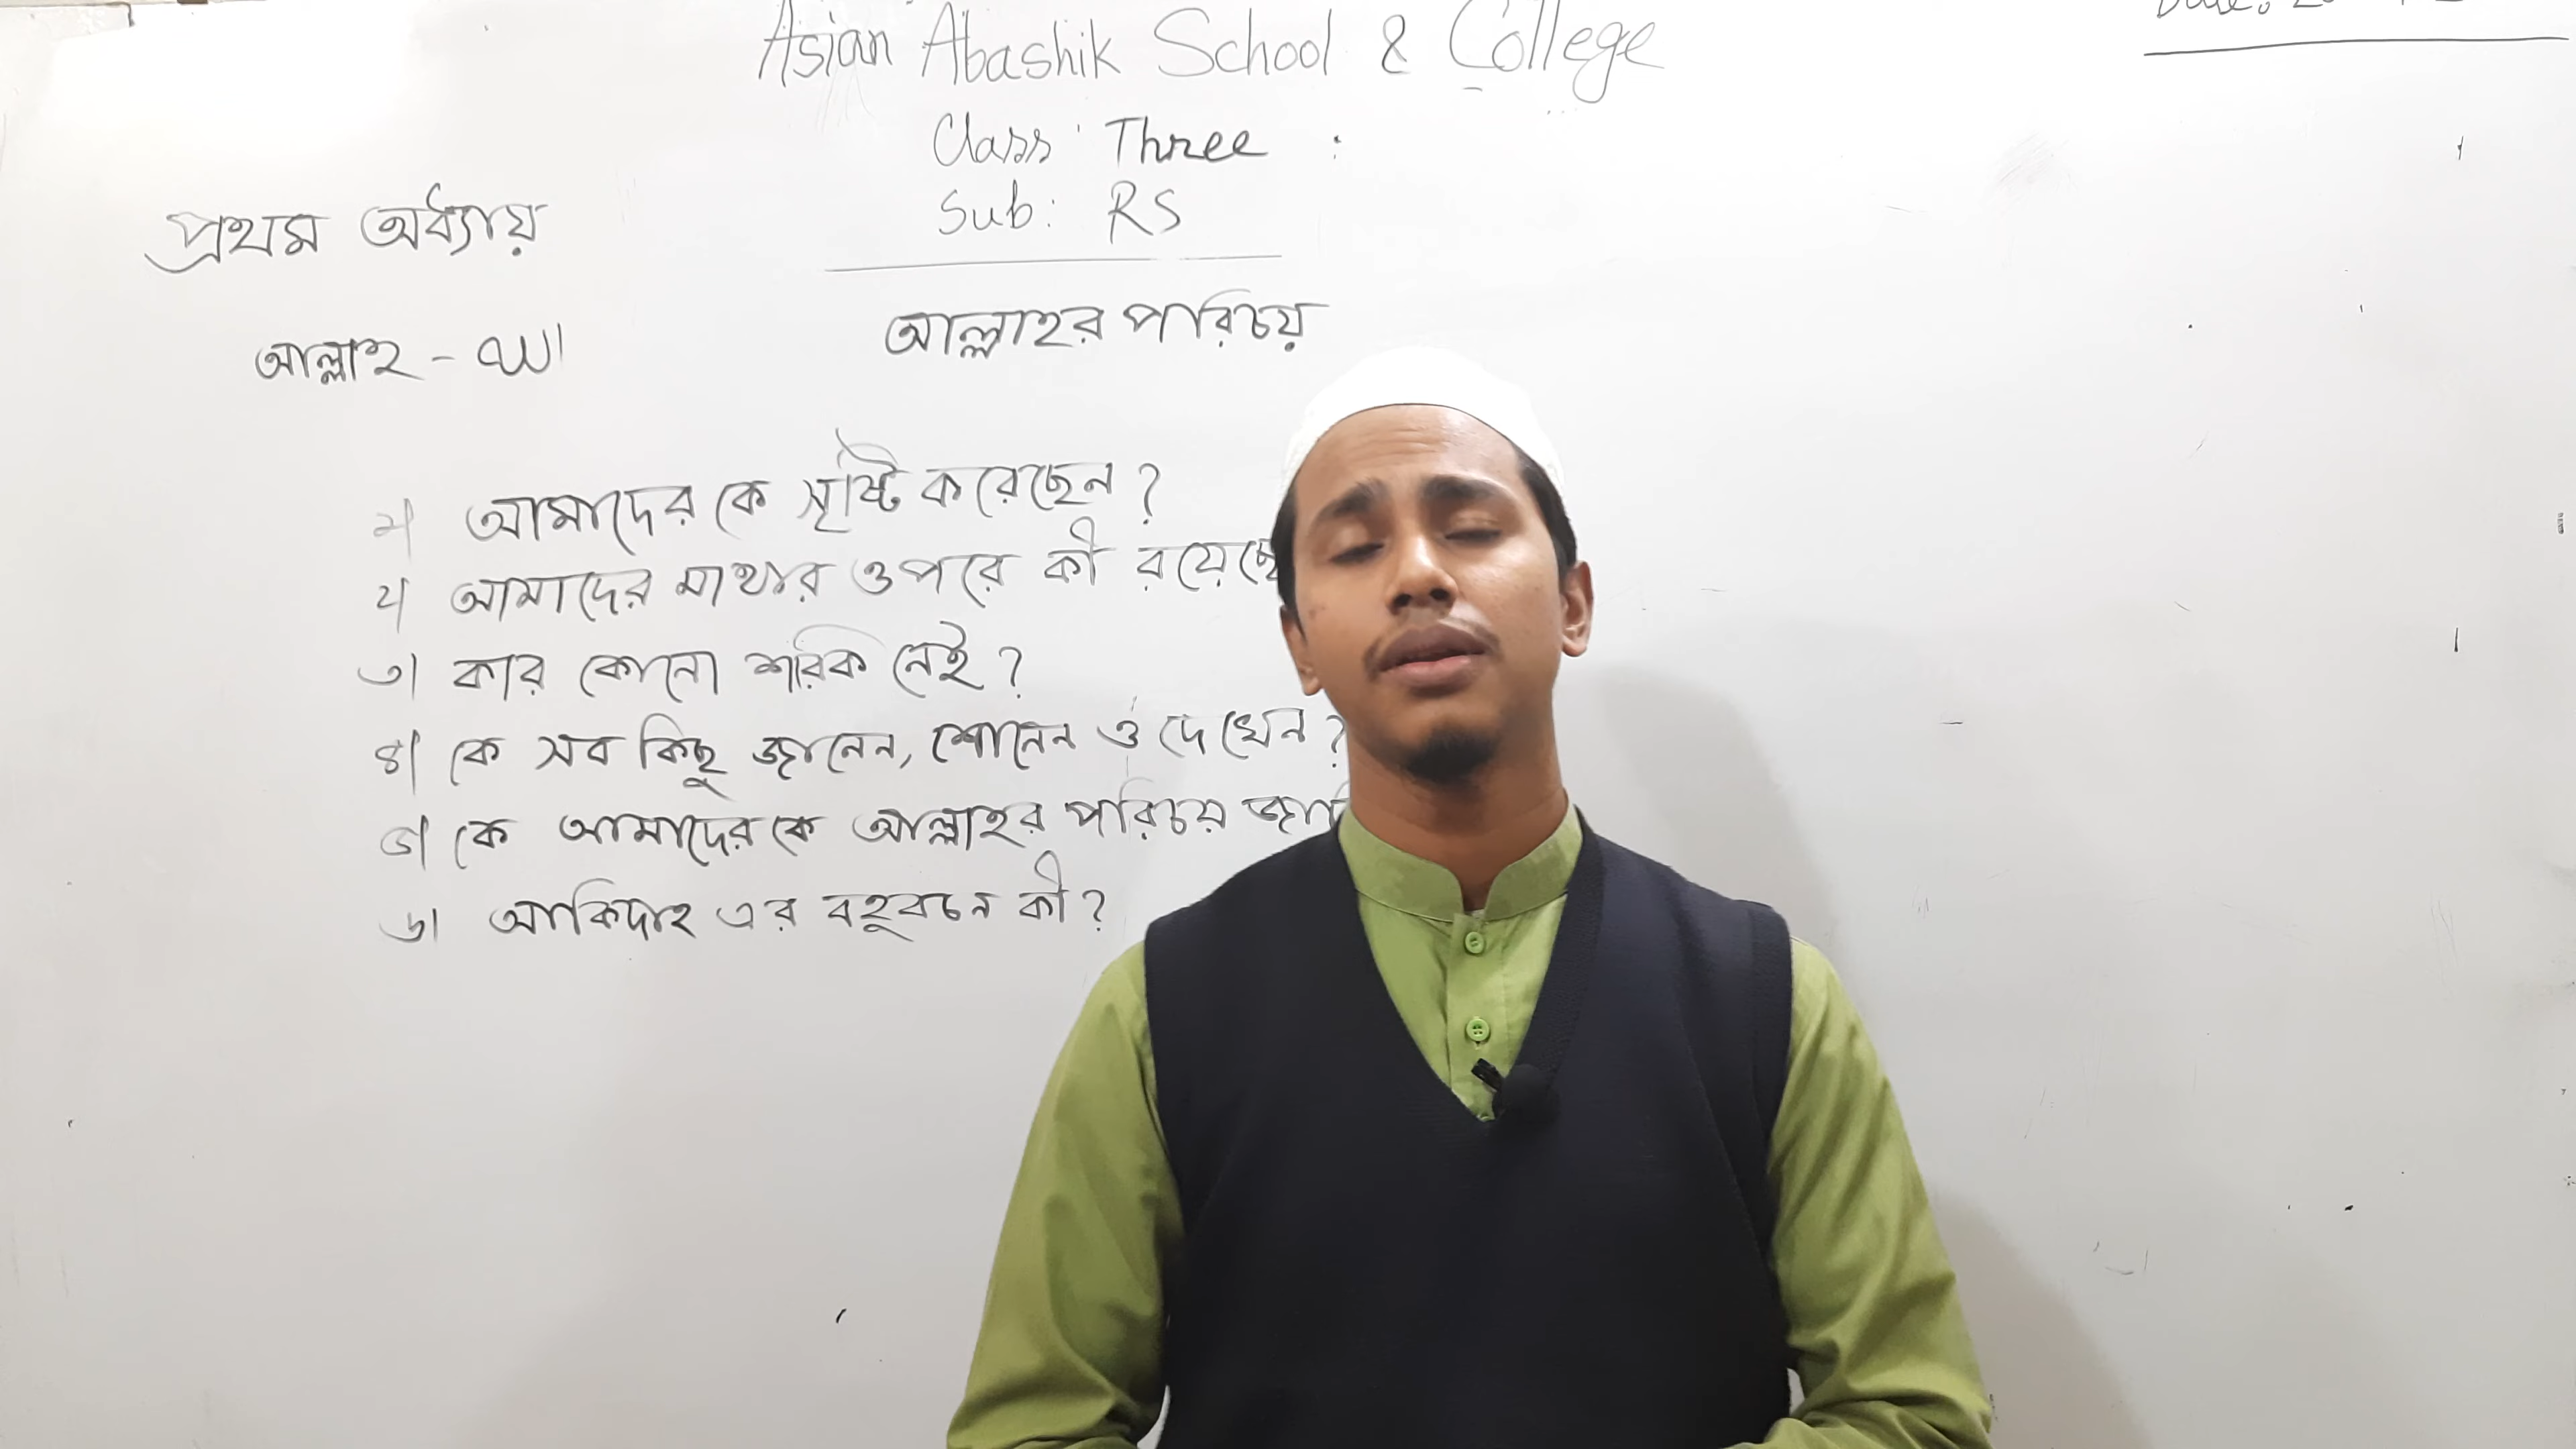 Asian Abashik School & College
Class Three :
Sub: RS
প্রথম অধ্যায়
আল্লাহর পরিচয়
আল্লাহ - الله
১। আমাদের কে সৃষ্টি করেছেন ?
২। আমাদের মাথার ওপরে কী রয়েছে
৩। কার কোনো শরিক নেই ?
৪। কে সব কিছু জানেন, শোনেন ও দেখেন ?
৫। কে আমাদের কে আল্লাহর পরিচয়
৬। আকিদাহ এর বহুবচন কী ?